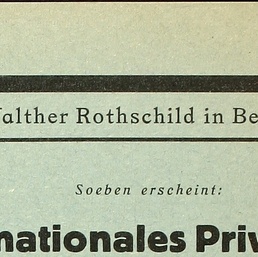 alther Rothschild in Be
Soeben erscheint:
nationales Priv